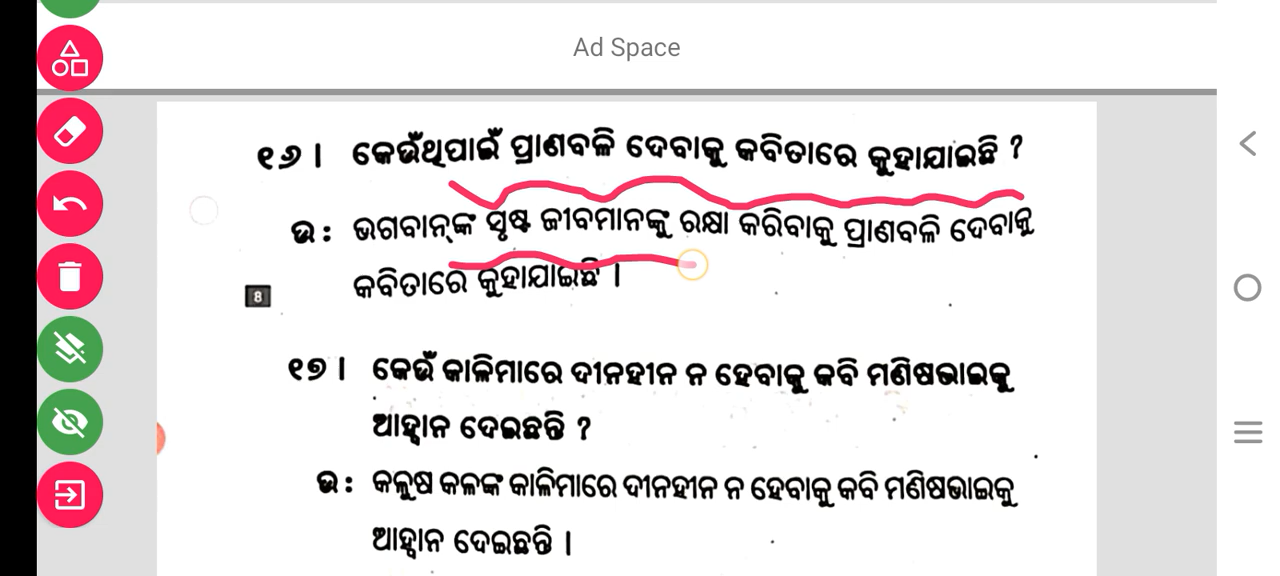 Ad Space
୧୬। କେଉଁଥିପାଇଁ ପ୍ରାଣବଳି ଦେବାକୁ କବିତାରେ କୁହାଯାଇଛି ?
ଉ : ଭଗବାନ୍‌ଙ୍କ ସୃଷ୍ଟ ଜୀବମାନଙ୍କୁ ରକ୍ଷା କରିବାକୁ ପ୍ରାଣବଳି ଦେବାକୁ
କବିତାରେ କୁହାଯାଇଛି ।
8
୧୭। କେଉଁ କାଳିମାରେ ଦୀନହୀନ ନ ହେବାକୁ କବି ମଣିଷଭାଇକୁ
ଆହ୍ୱାନ ଦେଇଛନ୍ତି ?
ଉ : କଳୁଷ କଳଙ୍କ କାଳିମାରେ ଦୀନହୀନ ନ ହେବାକୁ କବି ମଣିଷଭାଇକୁ
ଆହ୍ୱାନ ଦେଇଛନ୍ତି ।